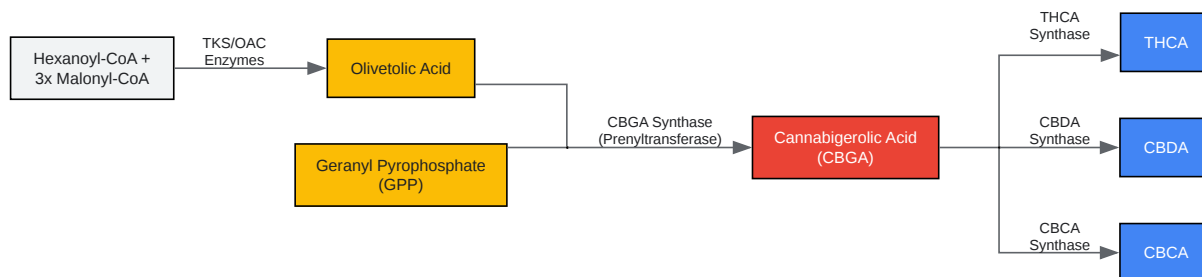 Hexanoyl-CoA +
3x Malonyl-CoA
TKS/OAC
Enzymes
Olivetolic Acid
Geranyl Pyrophosphate
(GPP)
CBGA Synthase
(Prenyltransferase)
Cannabigerolic Acid
(CBGA)
THCA
Synthase
THCA
CBDA
Synthase
CBDA
CBCA
Synthase
CBCA